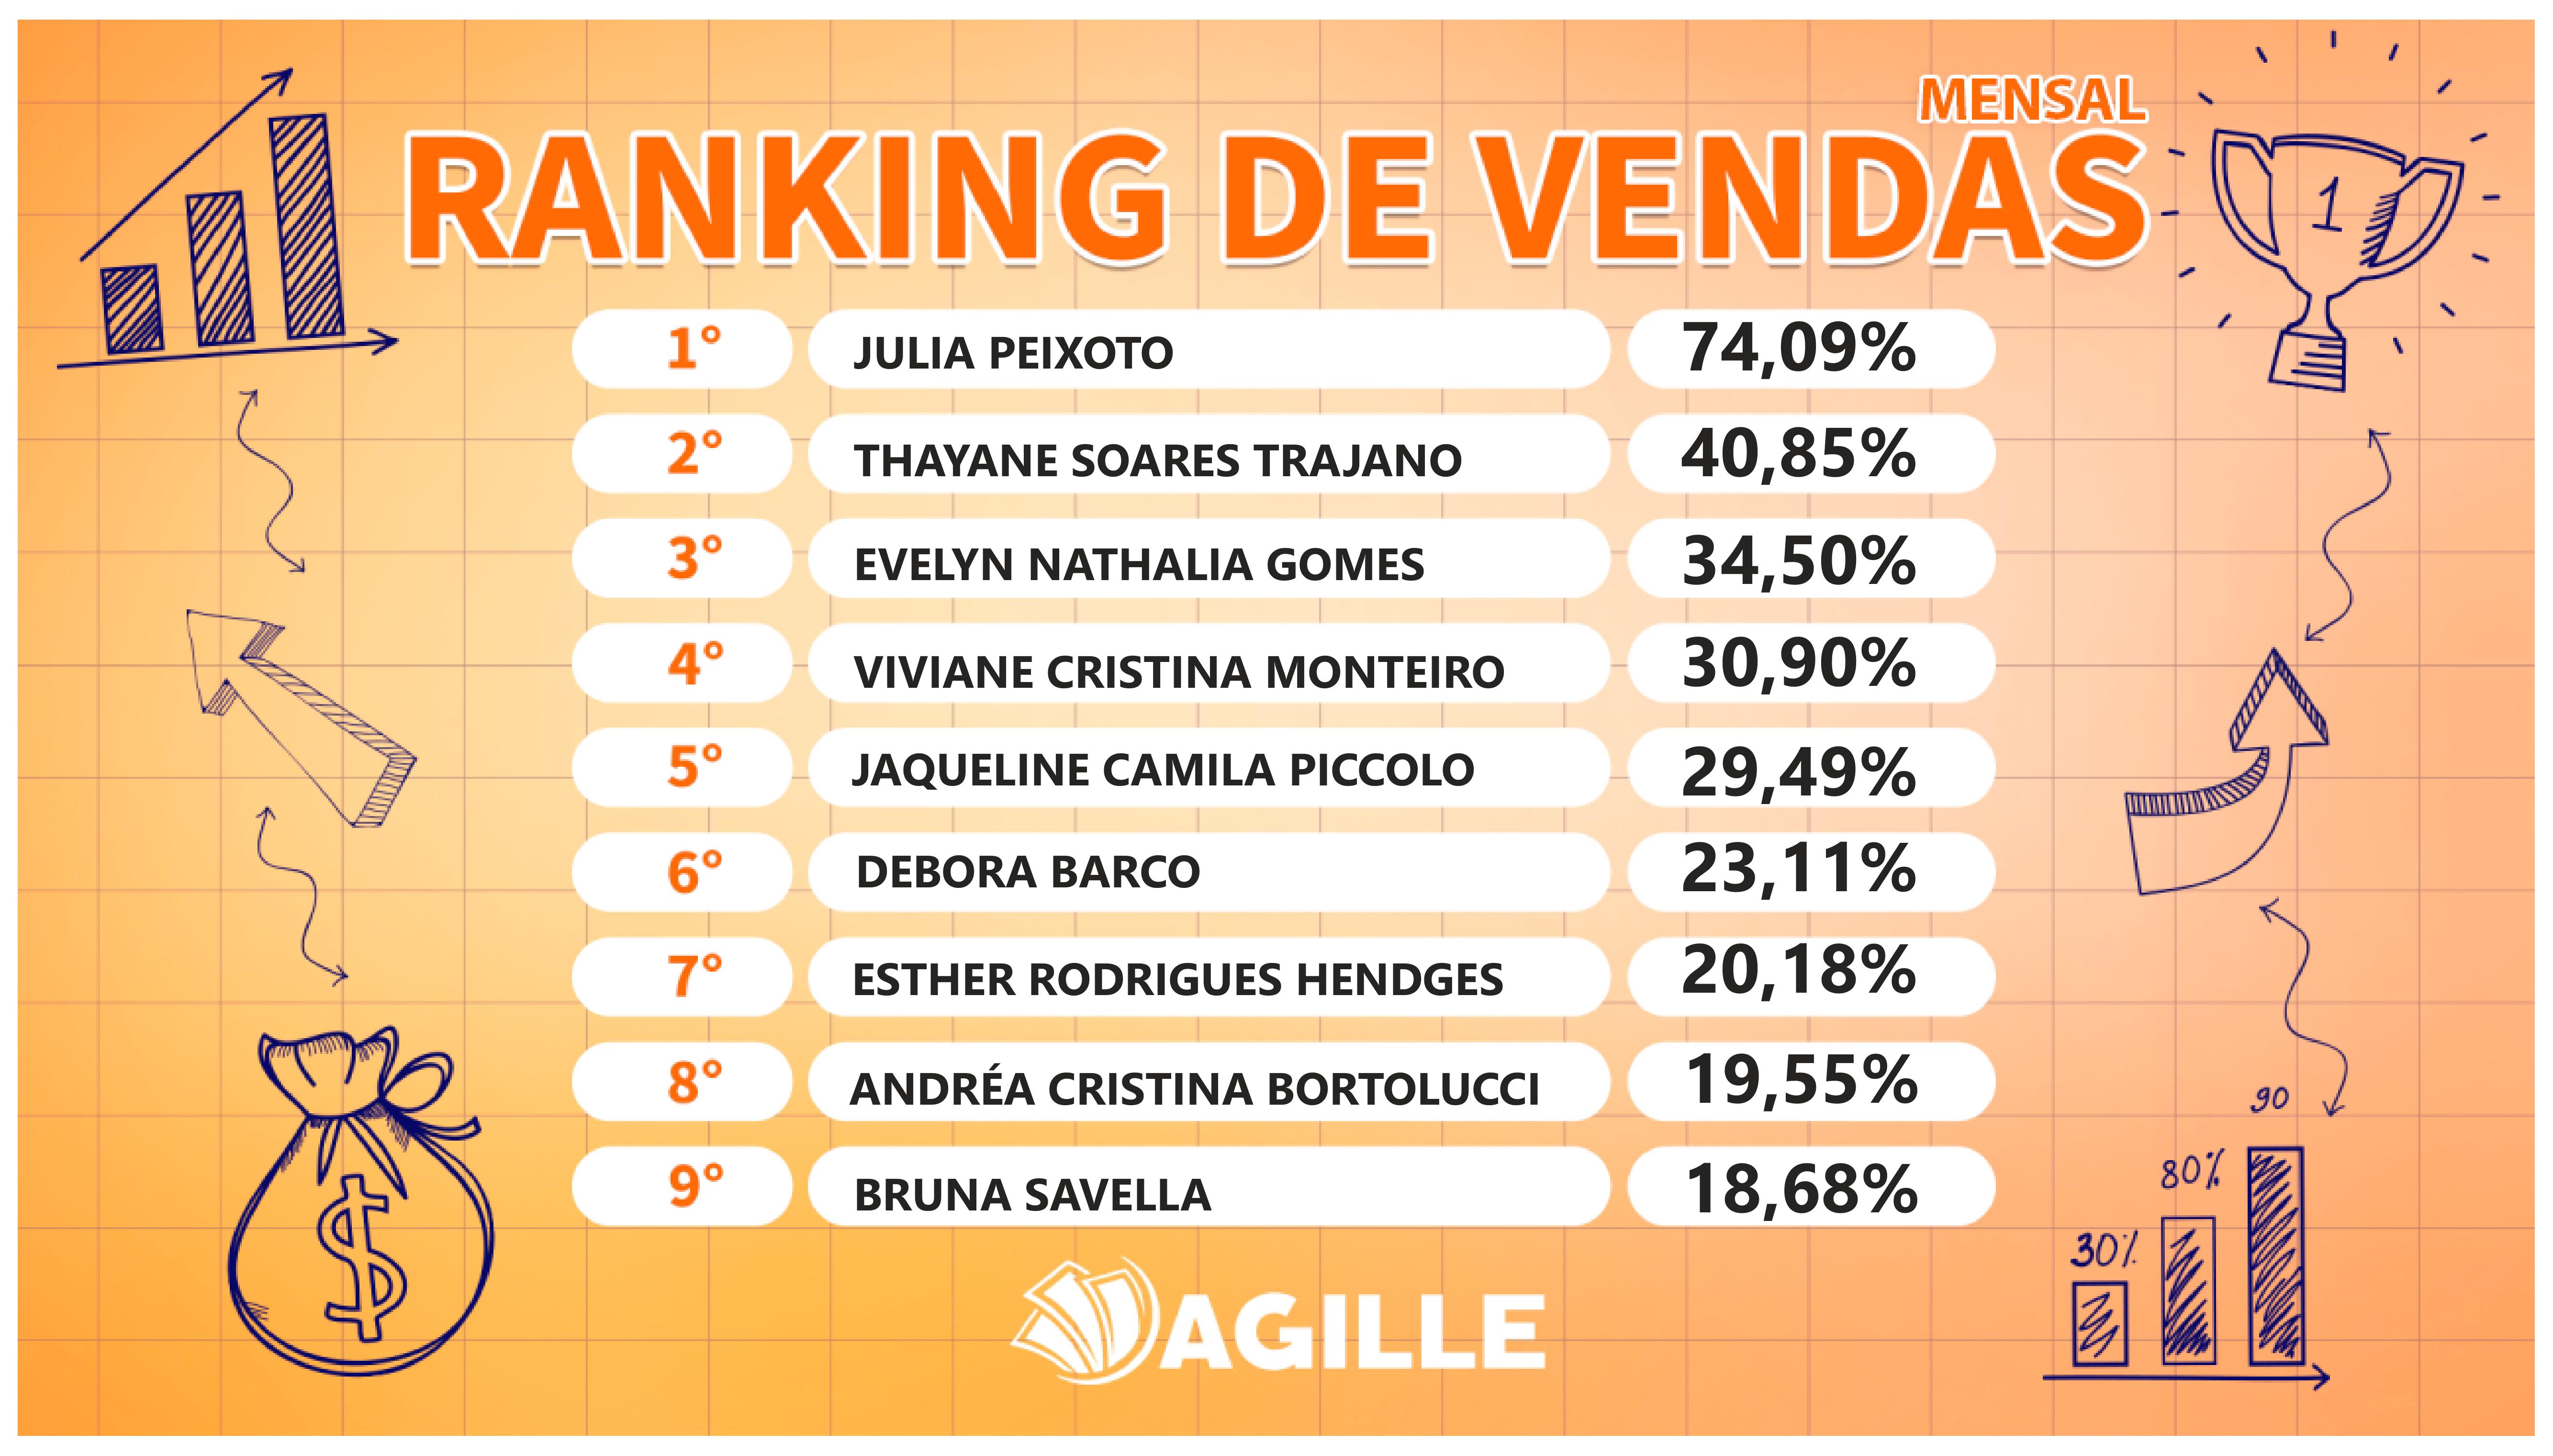 MENSAL
RANKING DE VENDAS
1
1° JULIA PEIXOTO 74,09%
2° THAYANE SOARES TRAJANO 40,85%
3° EVELYN NATHALIA GOMES 34,50%
4° VIVIANE CRISTINA MONTEIRO 30,90%
5° JAQUELINE CAMILA PICCOLO 29,49%
6° DEBORA BARCO 23,11%
7° ESTHER RODRIGUES HENDGES 20,18%
8° ANDRÉA CRISTINA BORTOLUCCI 19,55%
9° BRUNA SAVELLA 18,68%
$
90
80%
30%
AGILLE